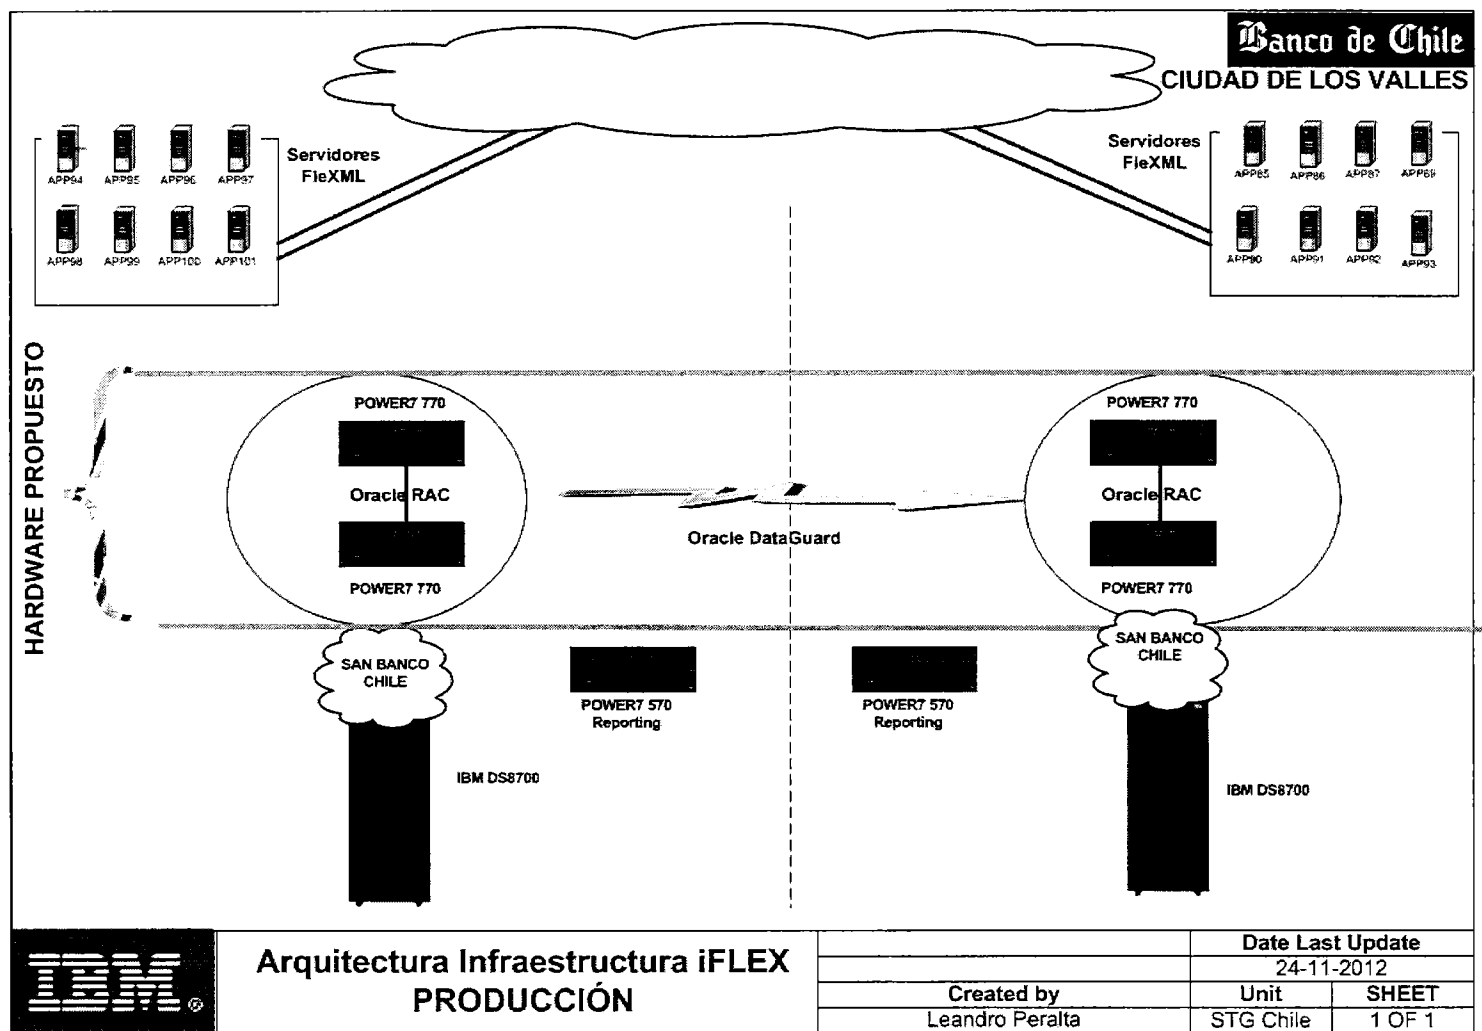 Banco de Chile
CIUDAD DE LOS VALLES
APP94 APP95 APP96 APP97
Servidores
FleXML
APP98 APP99 APP100 APP101
Servidores
FleXML
APP85 APP86 APP87 APP89
APP90 APP91 APP92 APP93
HARDWARE PROPUESTO
POWER7 770
Oracle RAC
POWER7 770
Oracle DataGuard
POWER7 770
Oracle RAC
POWER7 770
SAN BANCO
CHILE
POWER7 570
Reporting
POWER7 570
Reporting
SAN BANCO
CHILE
IBM DS8700
IBM DS8700
IBM ®
Arquitectura Infraestructura iFLEX
PRODUCCIÓN
Date Last Update
24-11-2012
Created by Unit SHEET
Leandro Peralta STG Chile 1 OF 1